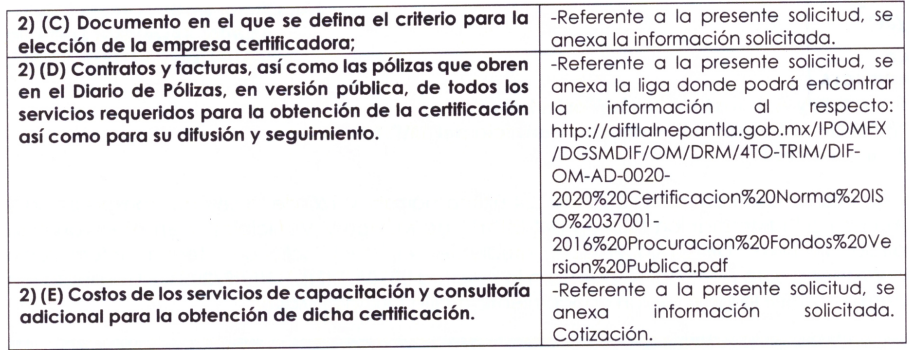 2) (C) Documento en el que se defina el criterio para la
elección de la empresa certificadora;
-Referente a la presente solicitud, se
anexa la información solicitada.
2) (D) Contratos y facturas, así como las pólizas que obren
en el Diario de Pólizas, en versión pública, de todos los
servicios requeridos para la obtención de la certificación
así como para su difusión y seguimiento.
-Referente a la presente solicitud, se
anexa la liga donde podrá encontrar
la información al respecto:
http://diftlalnepantla.gob.mx/IPOMEX
/DGSMDIF/OM/DRM/4TO-TRIM/DIF-
OM-AD-0020-
2020%20Certificacion%20Norma%20IS
O%2037001-
2016%20Procuracion%20Fondos%20Ve
rsion%20Publica.pdf
2) (E) Costos de los servicios de capacitación y consultoría
adicional para la obtención de dicha certificación.
-Referente a la presente solicitud, se
anexa información solicitada.
Cotización.